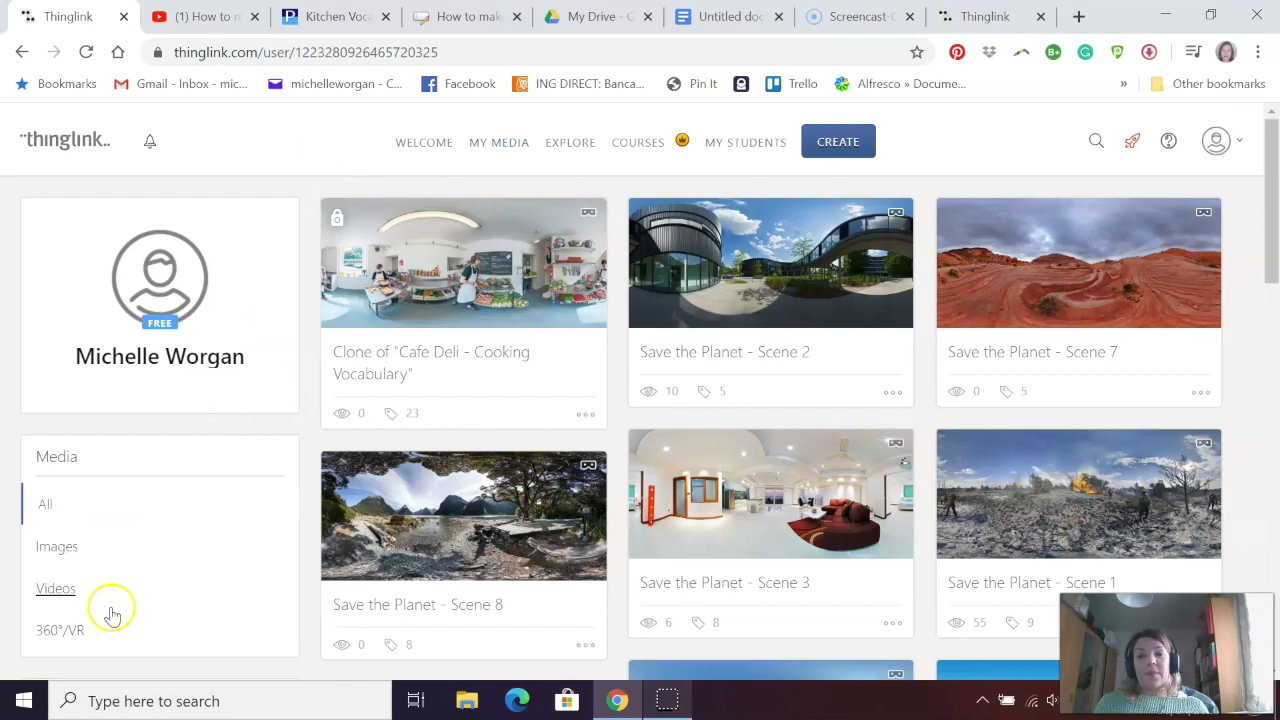 Thinglink
(1) How to m
Kitchen Voca
How to make
My Drive - G
Untitled doc
Screencast-O
Thinglink
thinglink.com/user/1223280926465720325
Bookmarks
Gmail - Inbox - mic...
michelleworgan - C...
Facebook
ING DIRECT: Banca...
Pin It
Trello
Alfresco » Docume...
»
Other bookmarks
¨thinglink..
WELCOME
MY MEDIA
EXPLORE
COURSES
MY STUDENTS
CREATE
FREE
Michelle Worgan
Media
All
Images
Videos
360°/VR
Clone of "Cafe Deli - Cooking
Vocabulary"
0 23
Save the Planet - Scene 2
10 5
Save the Planet - Scene 7
0 5
Save the Planet - Scene 8
0 8
Save the Planet - Scene 3
6 8
Save the Planet - Scene 1
55 9
Type here to search